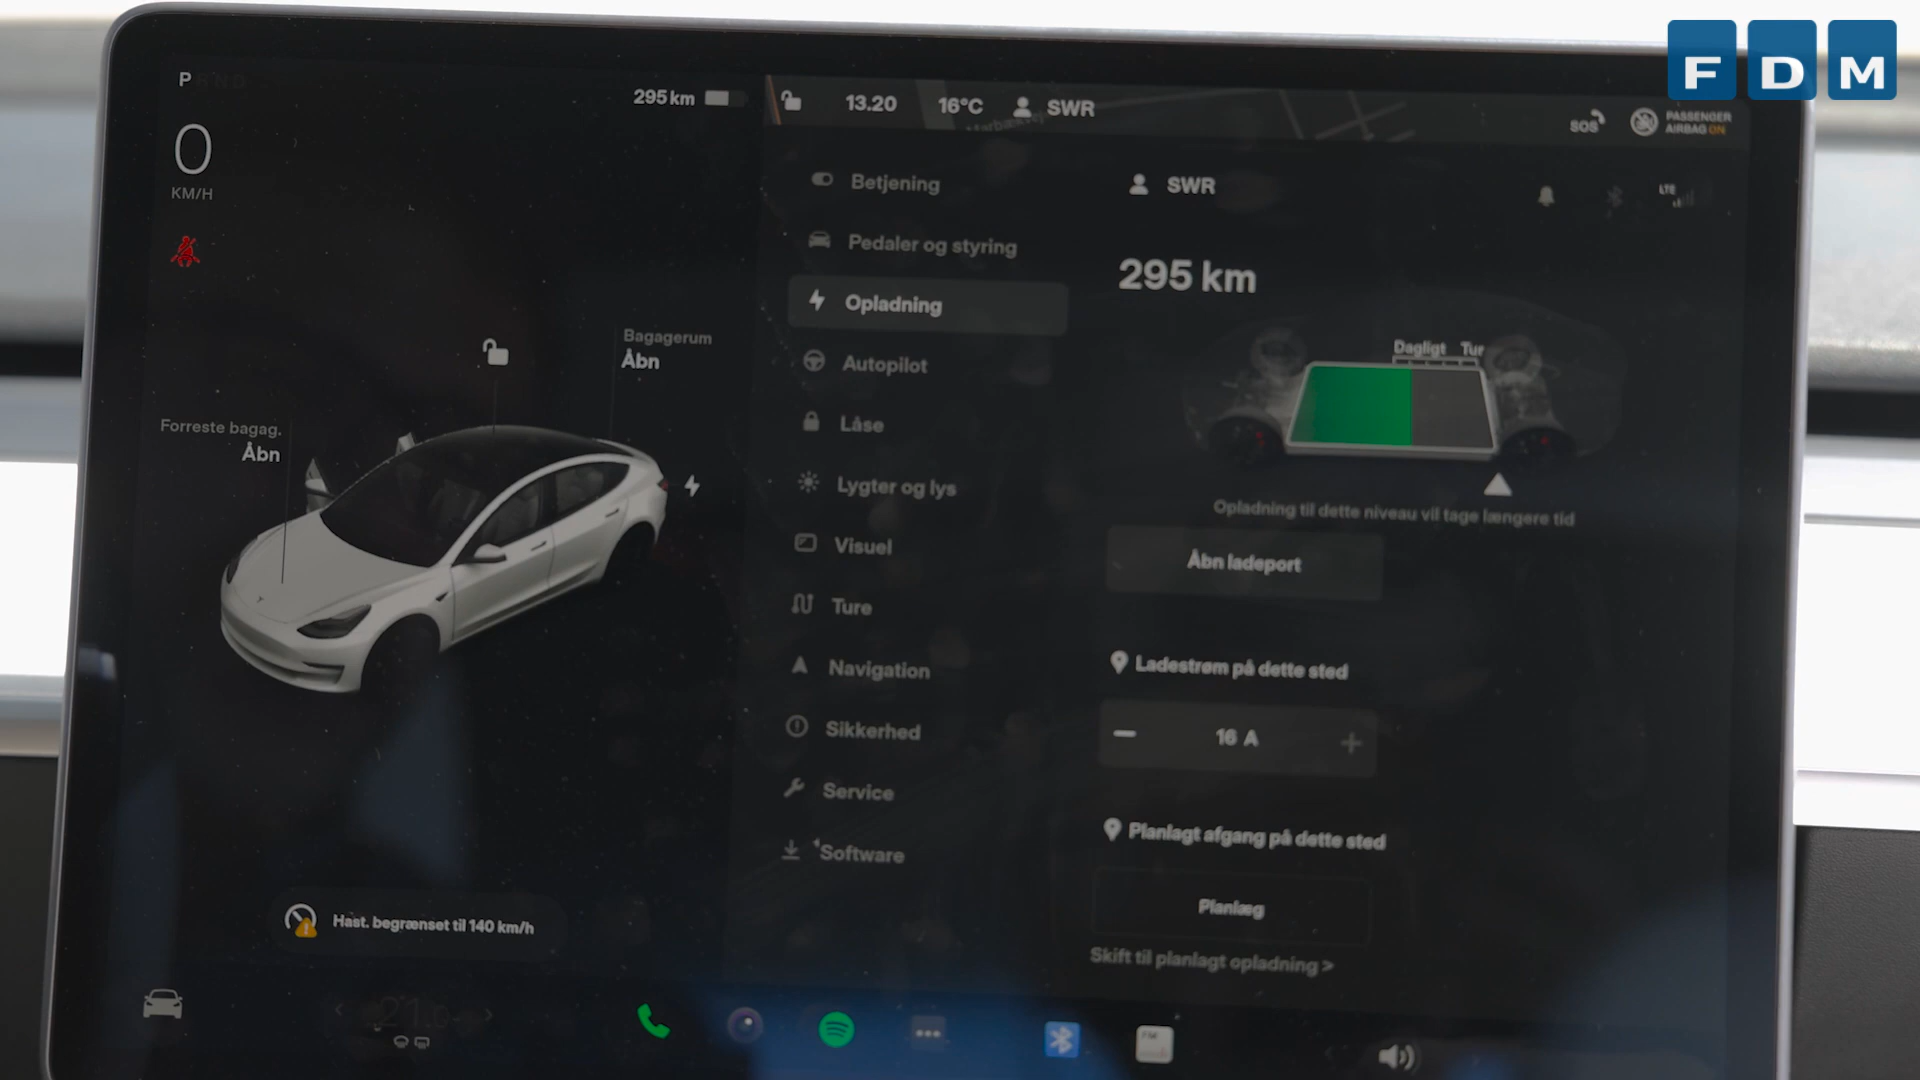 FDM
P R N D
295 km
13.20
16°C
SWR
SOS
PASSENGER
AIRBAG ON
0
KM/H
Betjening
Pedaler og styring
Opladning
Autopilot
Låse
Lygter og lys
Visuel
Ture
Navigation
Sikkerhed
Service
Software
SWR
LTE
295 km
Dagligt Tur
Opladning til dette niveau vil tage længere tid
Åbn ladeport
Ladestrøm på dette sted
16 A
Planlagt afgang på dette sted
Planlæg
Skift til planlagt opladning >
Bagagerum
Åbn
Forreste bagag.
Åbn
Hast. begrænset til 140 km/h
FM